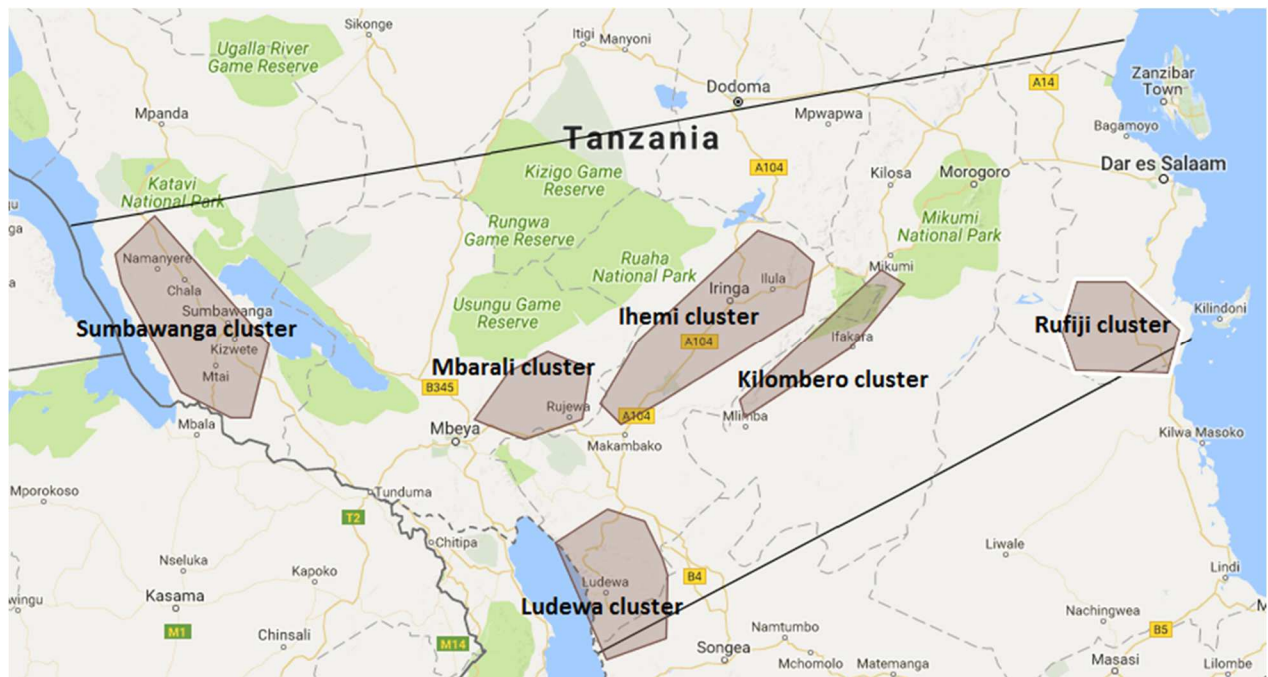 Sikonge
Itigi
Manyoni
Ugalla River
Game Reserve
Dodoma
A14
Zanzibar
Town
Mpanda
Mpwapwa
Bagamoyo
Tanzania
Dar es Salaam
A104
Kizigo Game
Reserve
Kilosa
Morogoro
Katavi
National Park
Rungwa
Game Reserve
Mikumi
National Park
Ruaha
National Park
Namanyere
Mikumi
Chala
Iringa
Ilula
Usungu Game
Reserve
Sumbawanga
Kilindoni
Sumbawanga cluster
Ihemi cluster
Rufiji cluster
Kizwete
A104
Ifakara
Mtai
Mbarali cluster
Kilombero cluster
B345
Rujewa
A104
Mlimba
Mbala
Mbeya
Makambako
Kilwa Masoko
Mporokoso
Tunduma
T2
Chitipa
Liwale
Nseluka
Kapoko
Lindi
Ludewa
B4
Kasama
Ludewa cluster
wingu
Nachingwea
M1
Chinsali
M14
Songea
Namtumbo
B5
Mchomolo
Matemanga
Masasi
Lilombe
ga
a
gu
M